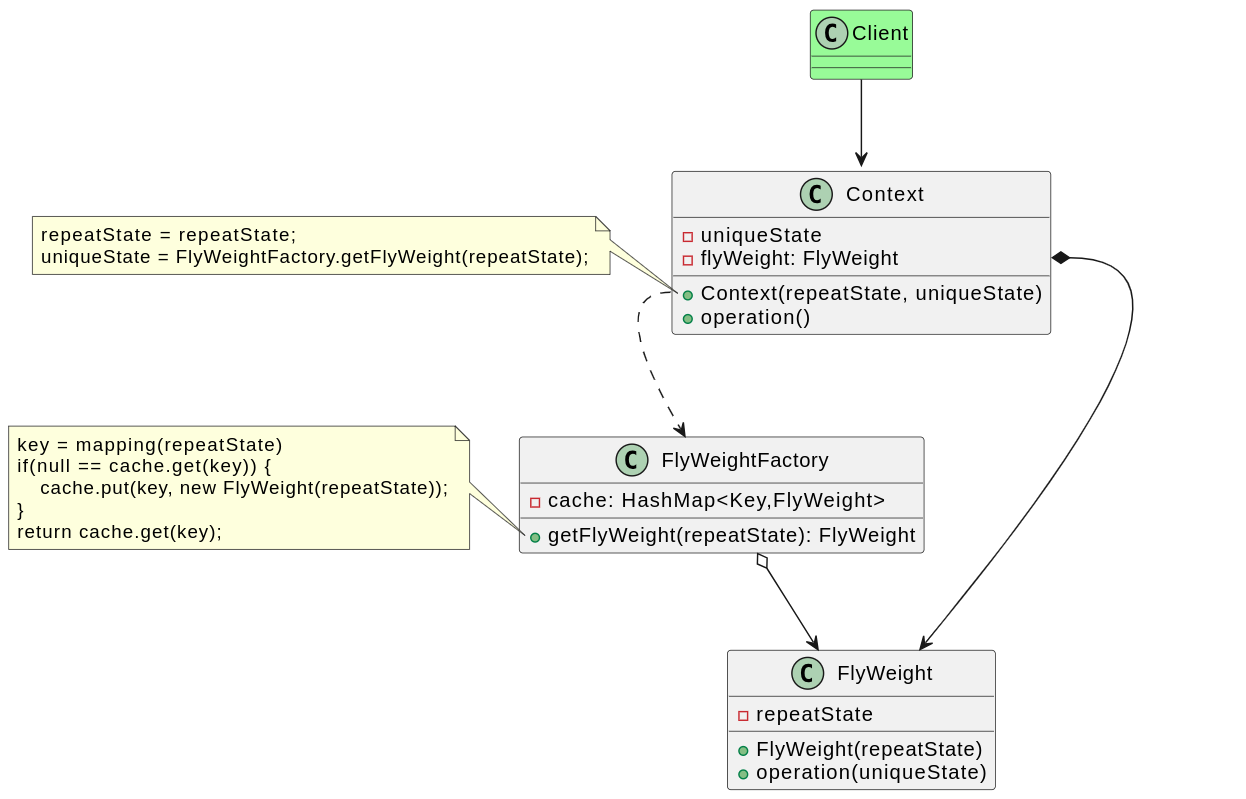 C Client
C Context
repeatState = repeatState;
uniqueState = FlyWeightFactory.getFlyWeight(repeatState);
uniqueState
flyWeight: FlyWeight
Context(repeatState, uniqueState)
operation()
key = mapping(repeatState)
if(null == cache.get(key)) {
    cache.put(key, new FlyWeight(repeatState));
}
return cache.get(key);
C FlyWeightFactory
cache: HashMap<Key,FlyWeight>
getFlyWeight(repeatState): FlyWeight
C FlyWeight
repeatState
FlyWeight(repeatState)
operation(uniqueState)